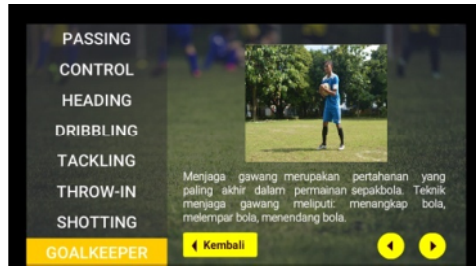 PASSING
CONTROL
HEADING
DRIBBLING
TACKLING
THROW-IN
SHOTTING
GOALKEEPER
Menjaga gawang merupakan pertahanan yang
paling akhir dalam permainan sepakbola. Teknik
menjaga gawang meliputi: menangkap bola,
melempar bola, menendang bola.
Kembali